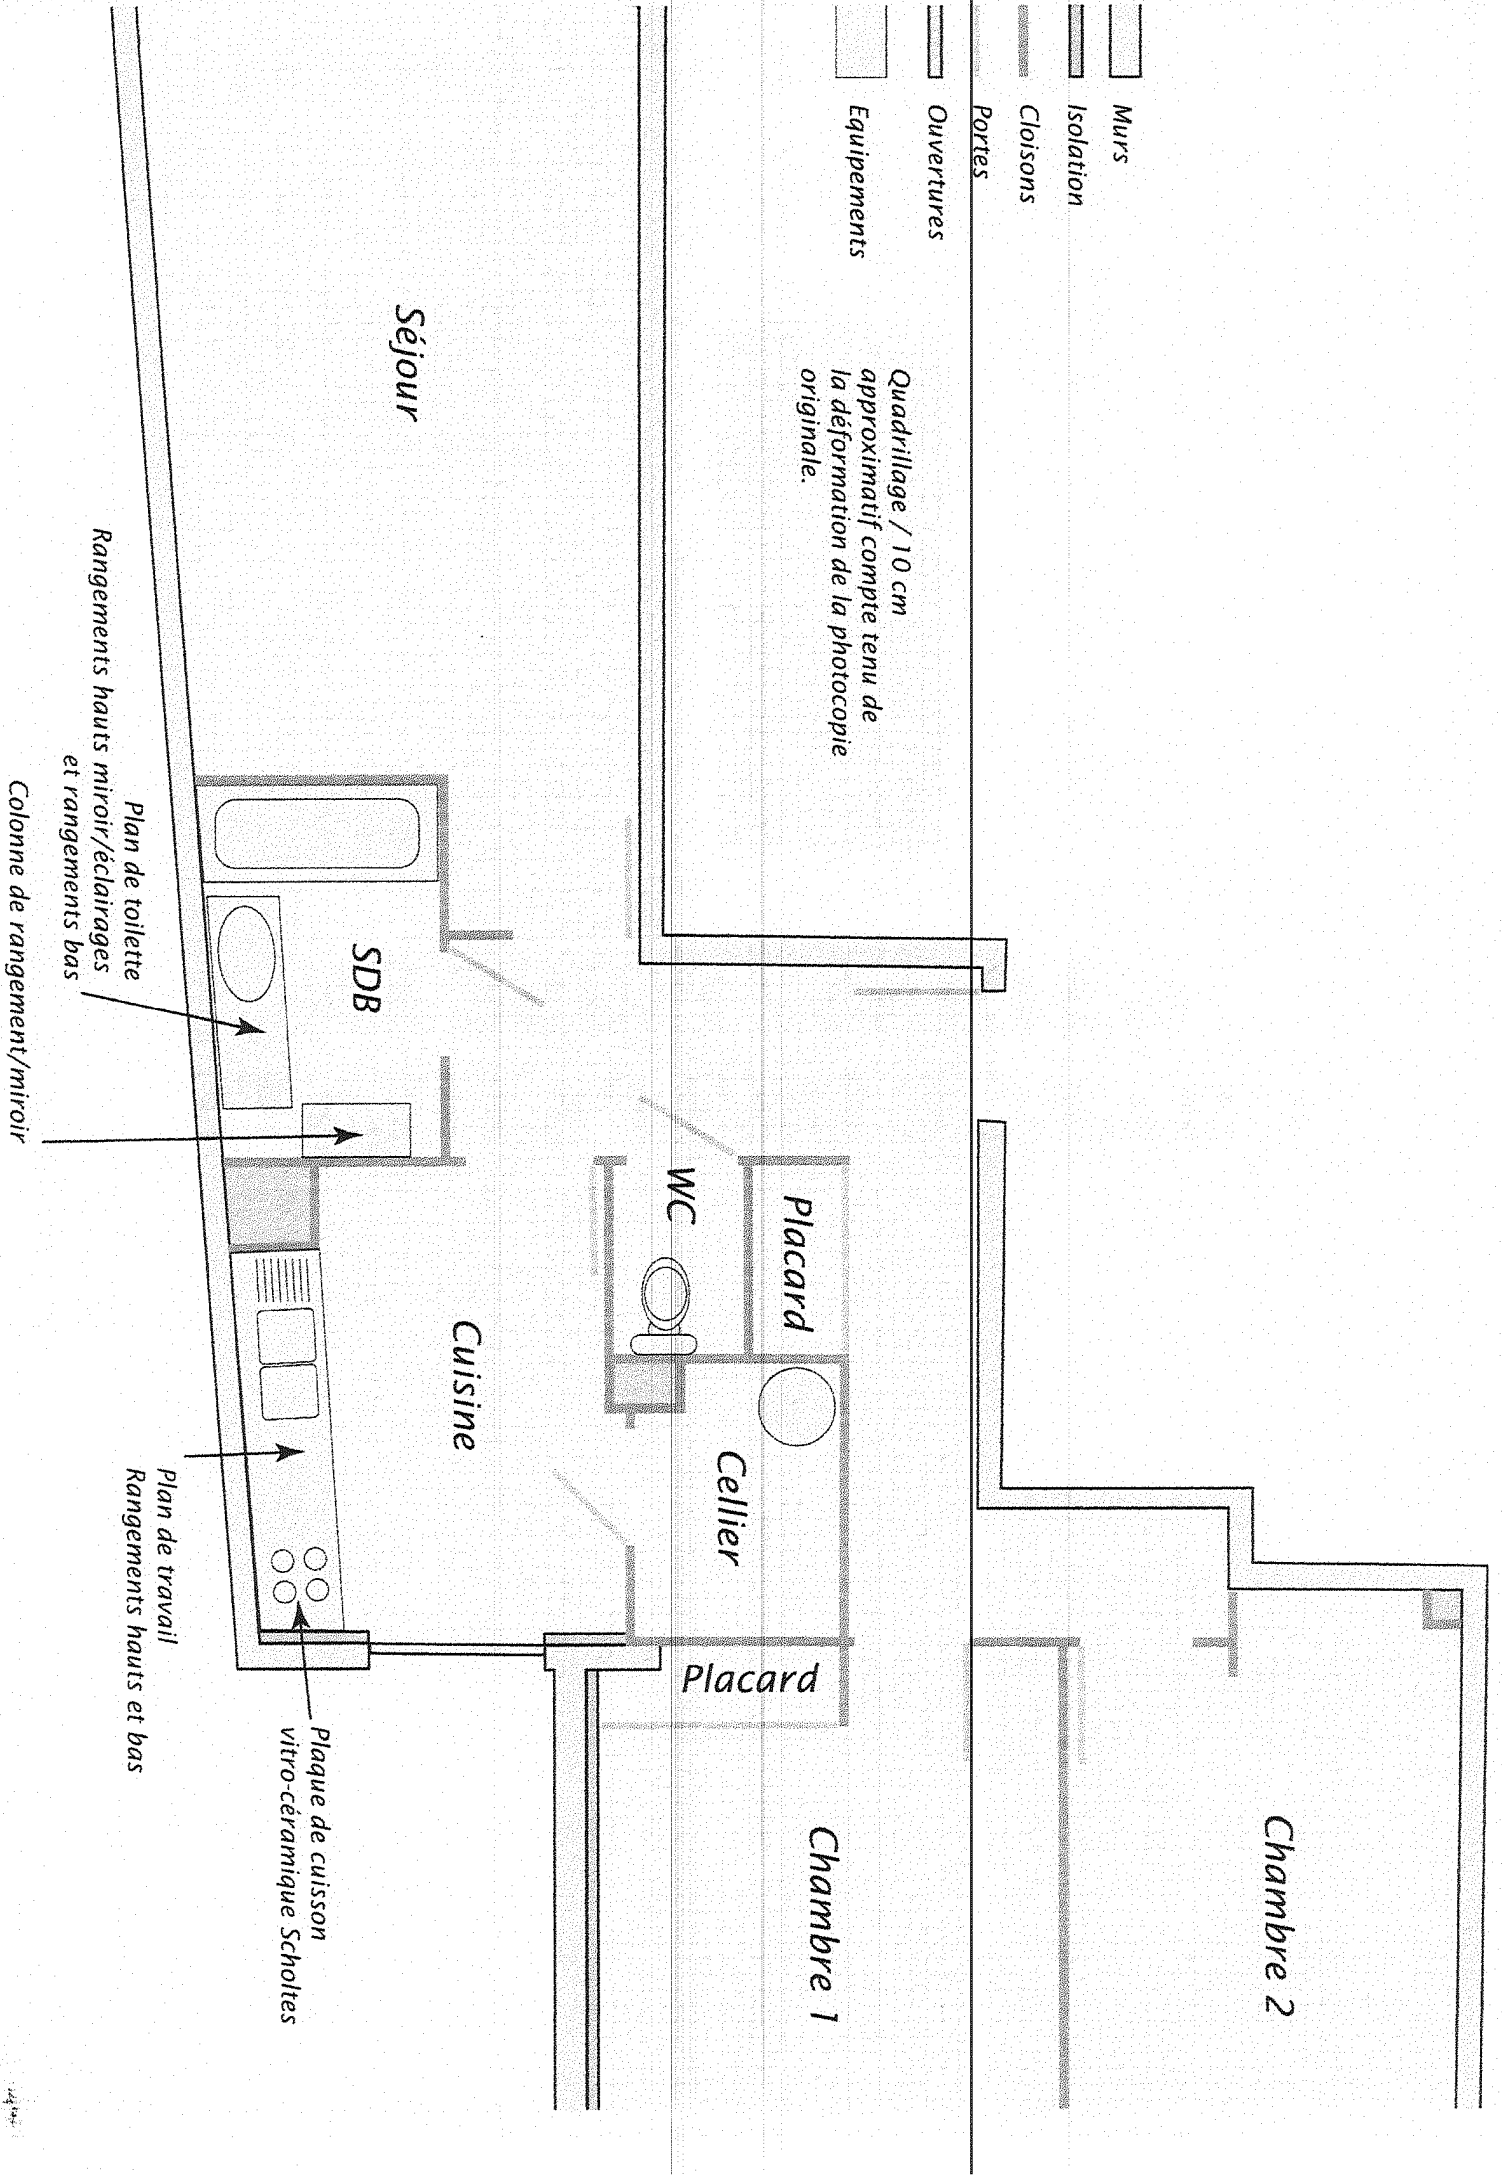 Murs
Isolation
Cloisons
Portes
Ouvertures
Equipements
Quadrillage / 10 cm
approximatif compte tenu de
la déformation de la photocopie
originale.
Séjour
SDB
WC
Placard
Cuisine
Cellier
Placard
Chambre 1
Chambre 2
Plan de toilette
Rangements hauts miroir/éclairages
et rangements bas
Colonne de rangement/miroir
Plan de travail
Rangements hauts et bas
Plaque de cuisson
vitro-céramique Scholtes